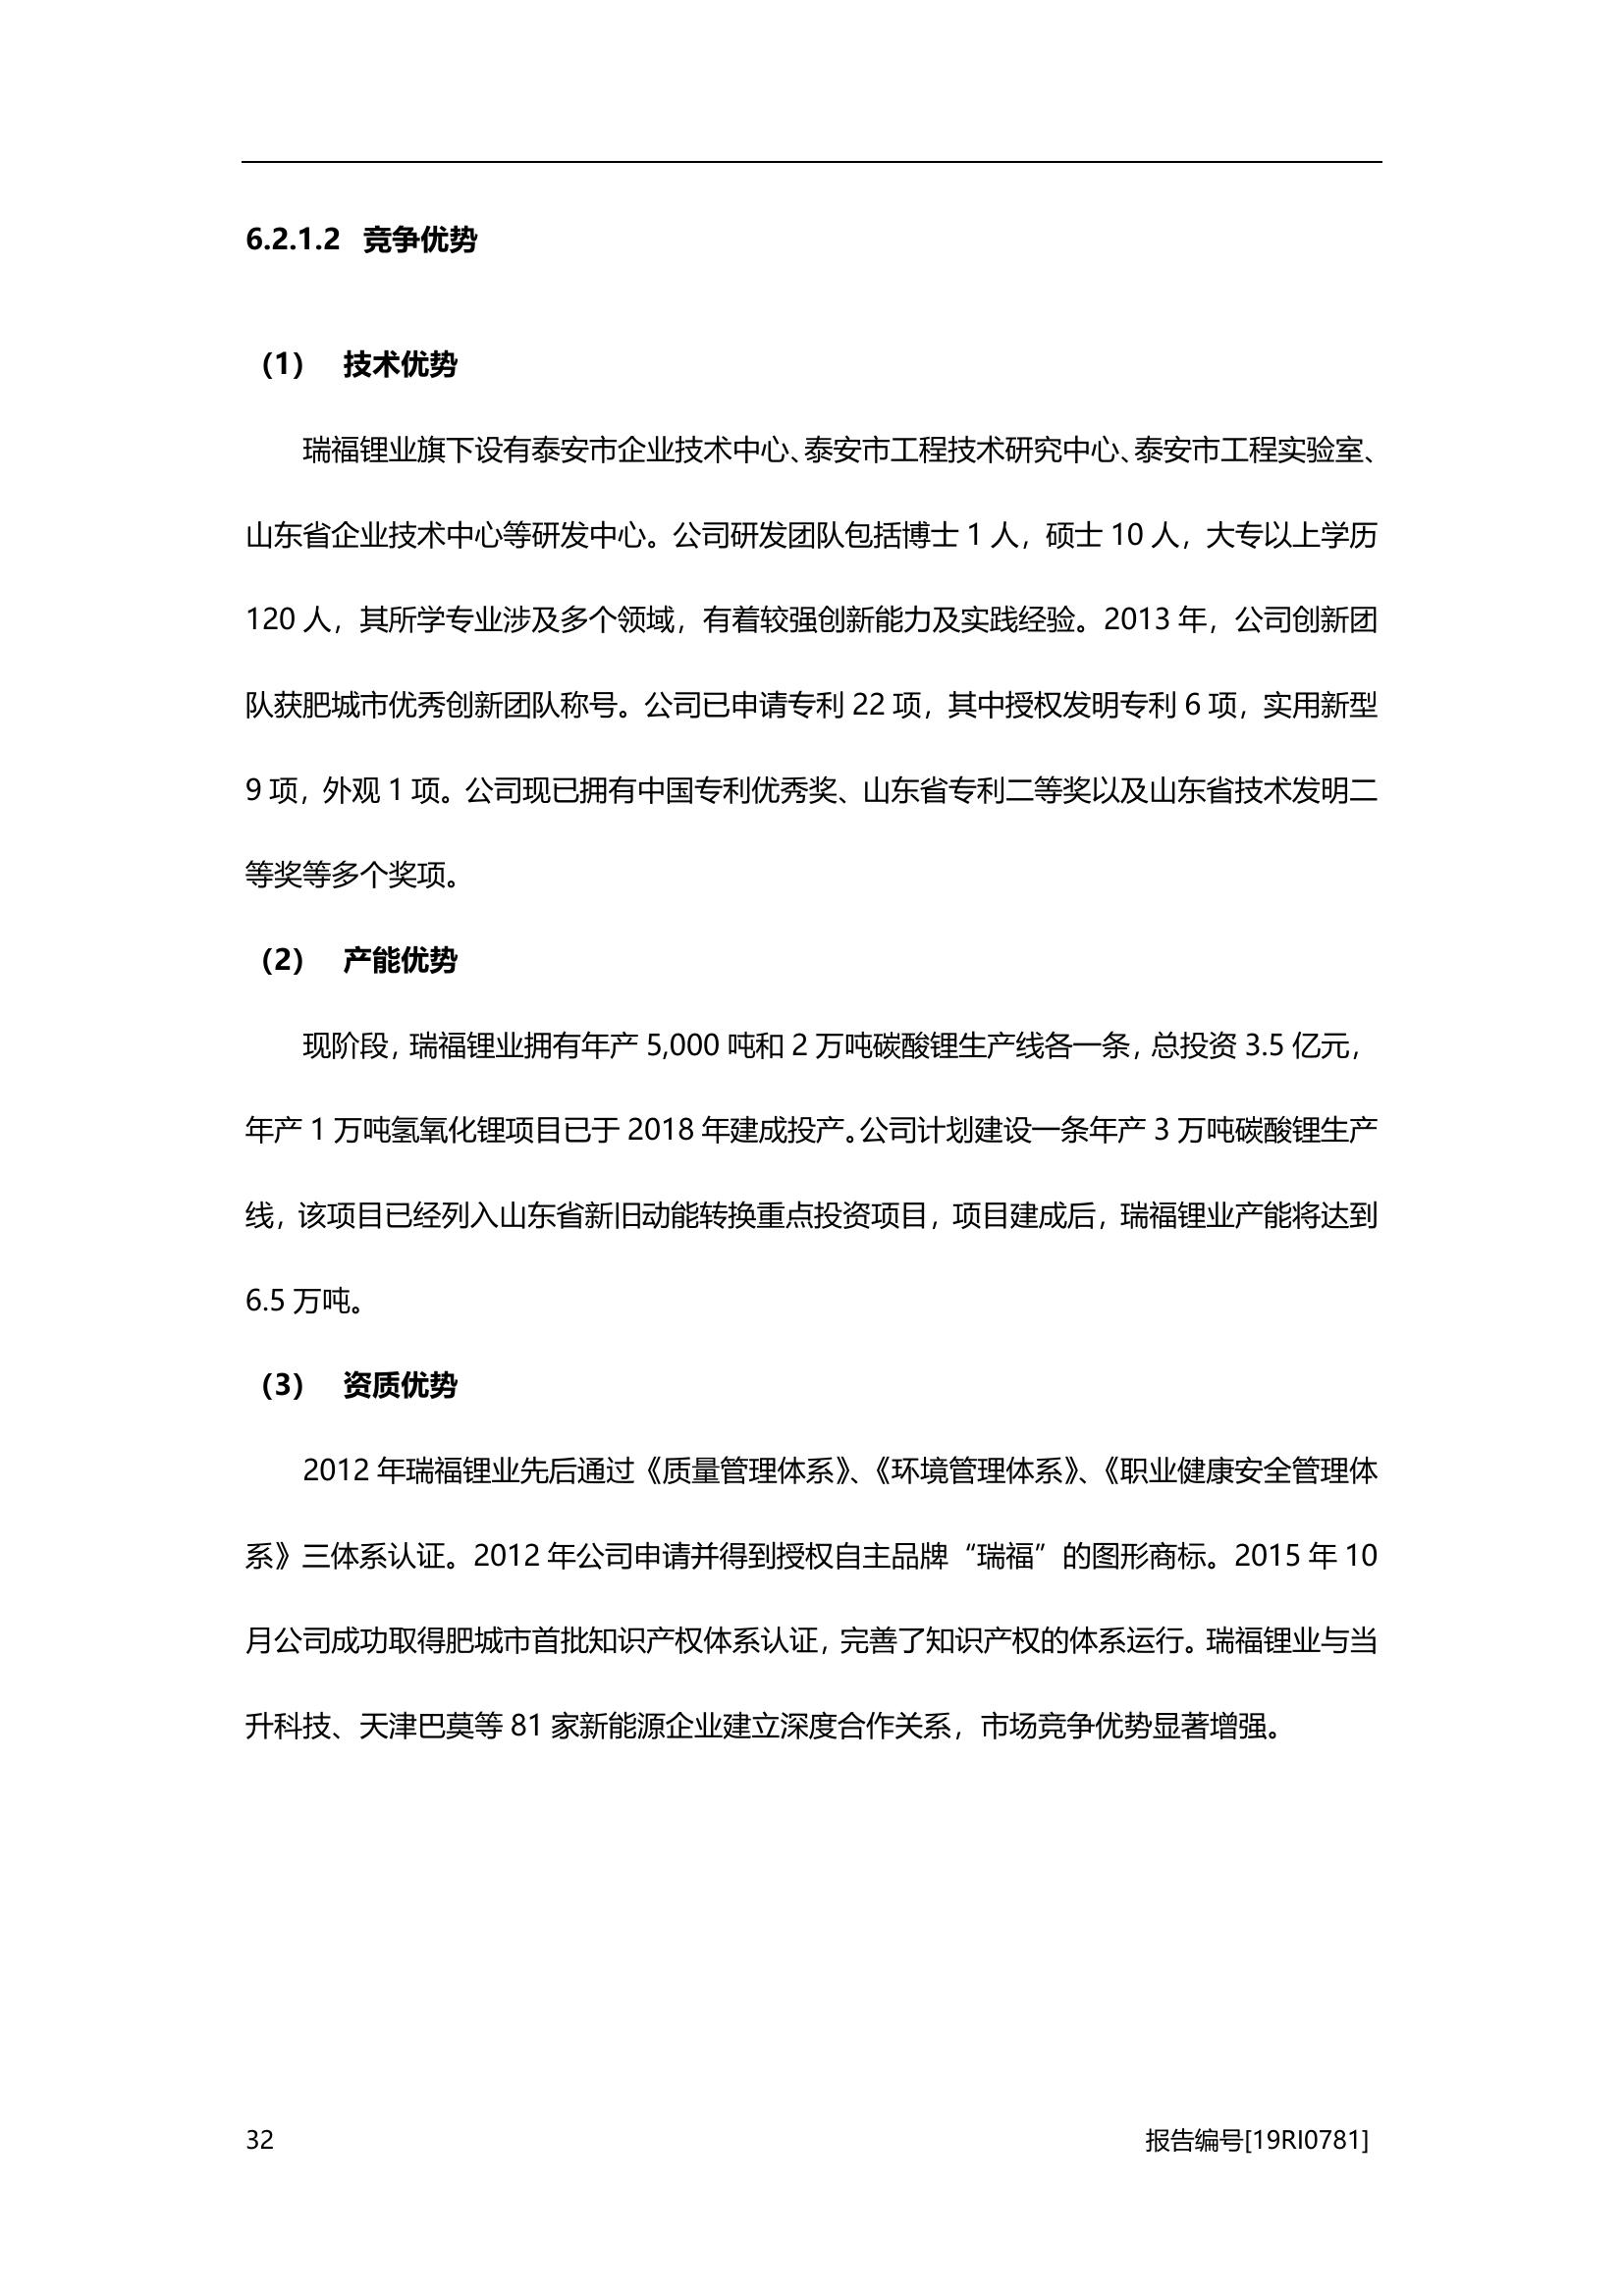 6.2.1.2 竞争优势
（1） 技术优势
瑞福锂业旗下设有泰安市企业技术中心、泰安市工程技术研究中心、泰安市工程实验室、
山东省企业技术中心等研发中心。公司研发团队包括博士 1 人，硕士 10 人，大专以上学历
120 人，其所学专业涉及多个领域，有着较强创新能力及实践经验。2013 年，公司创新团
队获肥城市优秀创新团队称号。公司已申请专利 22 项，其中授权发明专利 6 项，实用新型
9 项，外观 1 项。公司现已拥有中国专利优秀奖、山东省专利二等奖以及山东省技术发明二
等奖等多个奖项。
（2） 产能优势
现阶段，瑞福锂业拥有年产 5,000 吨和 2 万吨碳酸锂生产线各一条，总投资 3.5 亿元，
年产 1 万吨氢氧化锂项目已于 2018 年建成投产。公司计划建设一条年产 3 万吨碳酸锂生产
线，该项目已经列入山东省新旧动能转换重点投资项目，项目建成后，瑞福锂业产能将达到
6.5 万吨。
（3） 资质优势
2012 年瑞福锂业先后通过《质量管理体系》、《环境管理体系》、《职业健康安全管理体
系》三体系认证。2012 年公司申请并得到授权自主品牌“瑞福”的图形商标。2015 年 10
月公司成功取得肥城市首批知识产权体系认证，完善了知识产权的体系运行。瑞福锂业与当
升科技、天津巴莫等 81 家新能源企业建立深度合作关系，市场竞争优势显著增强。
32 报告编号[19RI0781]